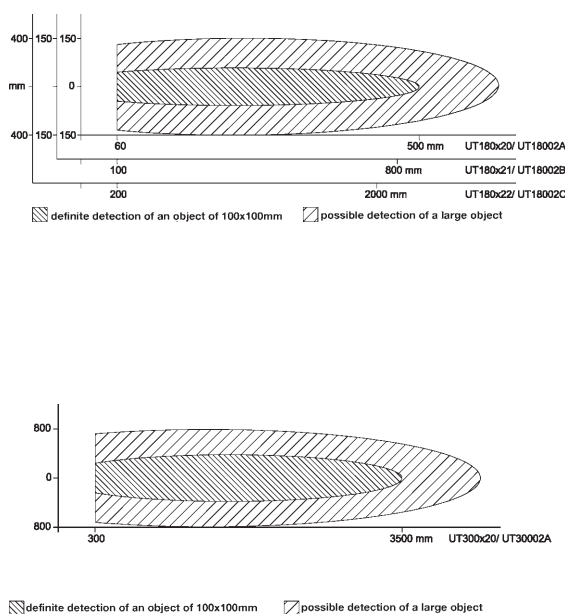 400 150 150
mm 0
400 150 150
60 500 mm UT180x20/ UT18002A
100 800 mm UT180x21/ UT18002B
200 2000 mm UT180x22/ UT18002C
definite detection of an object of 100x100mm possible detection of a large object
800
0
800
300 3500 mm UT300x20/ UT30002A
definite detection of an object of 100x100mm possible detection of a large object